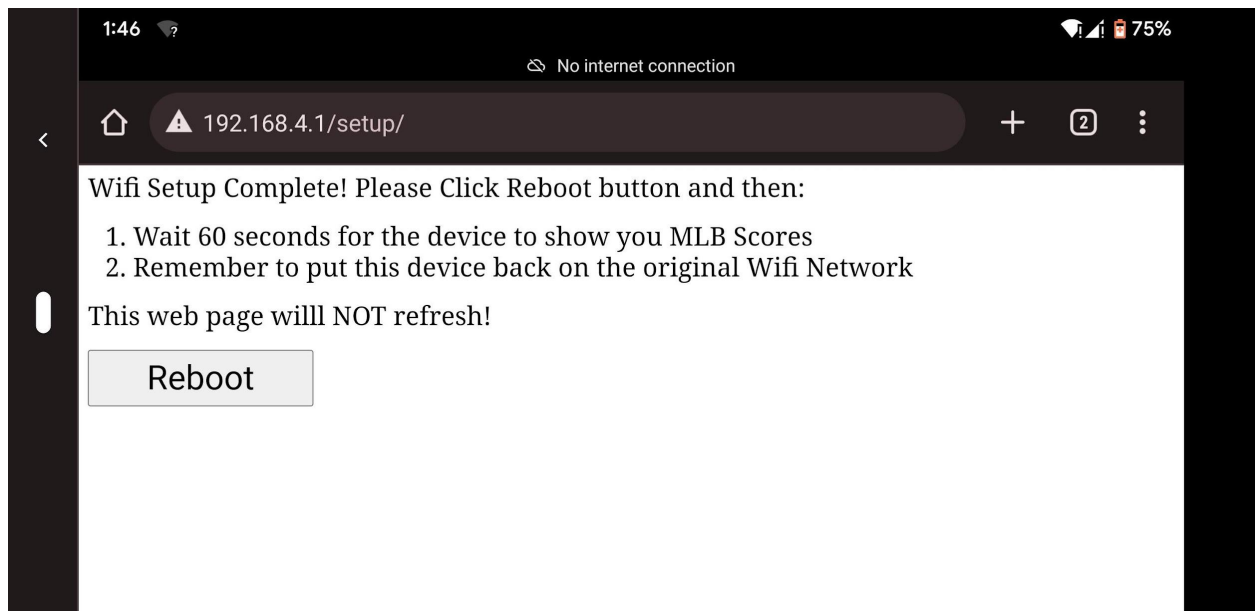 1:46
75%
No internet connection
192.168.4.1/setup/
2
Wifi Setup Complete! Please Click Reboot button and then:
1. Wait 60 seconds for the device to show you MLB Scores
2. Remember to put this device back on the original Wifi Network
This web page willl NOT refresh!
Reboot